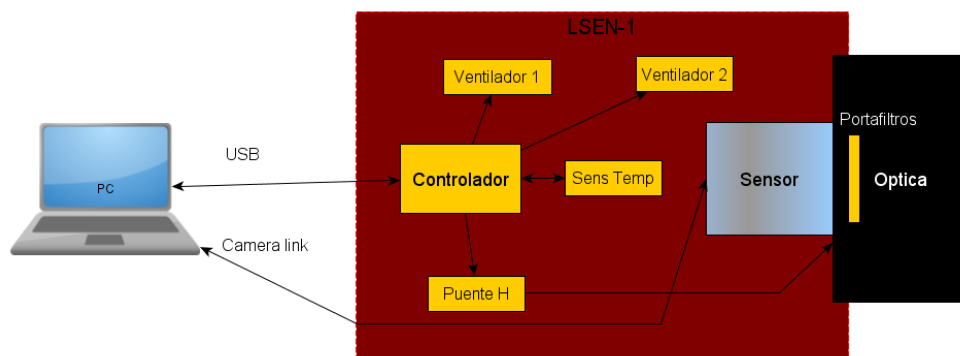 LSEN-1
Ventilador 1
Ventilador 2
Portafiltros
USB
PC
Controlador
Sens Temp
Sensor
Optica
Camera link
Puente H